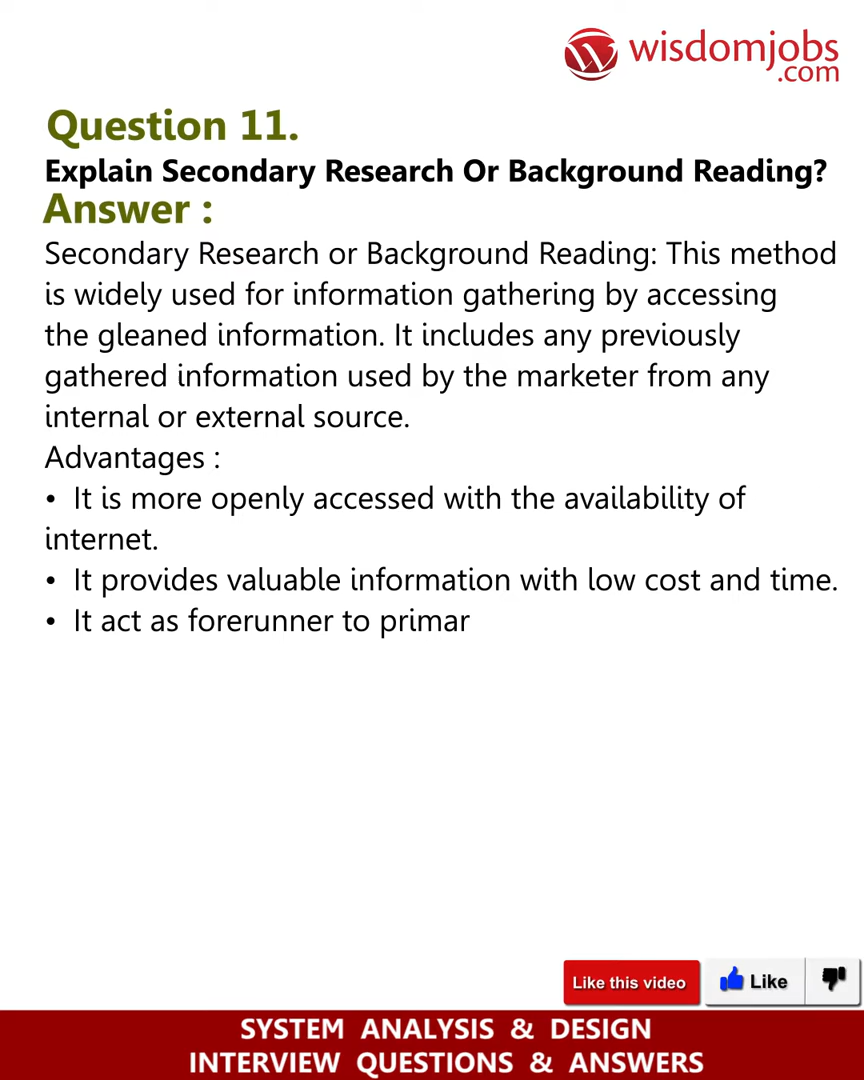 wisdomjobs
.com
Question 11.
Explain Secondary Research Or Background Reading?
Answer :
Secondary Research or Background Reading: This method
is widely used for information gathering by accessing
the gleaned information. It includes any previously
gathered information used by the marketer from any
internal or external source.
Advantages :
• It is more openly accessed with the availability of
internet.
• It provides valuable information with low cost and time.
• It act as forerunner to primar
Like this video
Like
SYSTEM ANALYSIS & DESIGN
INTERVIEW QUESTIONS & ANSWERS